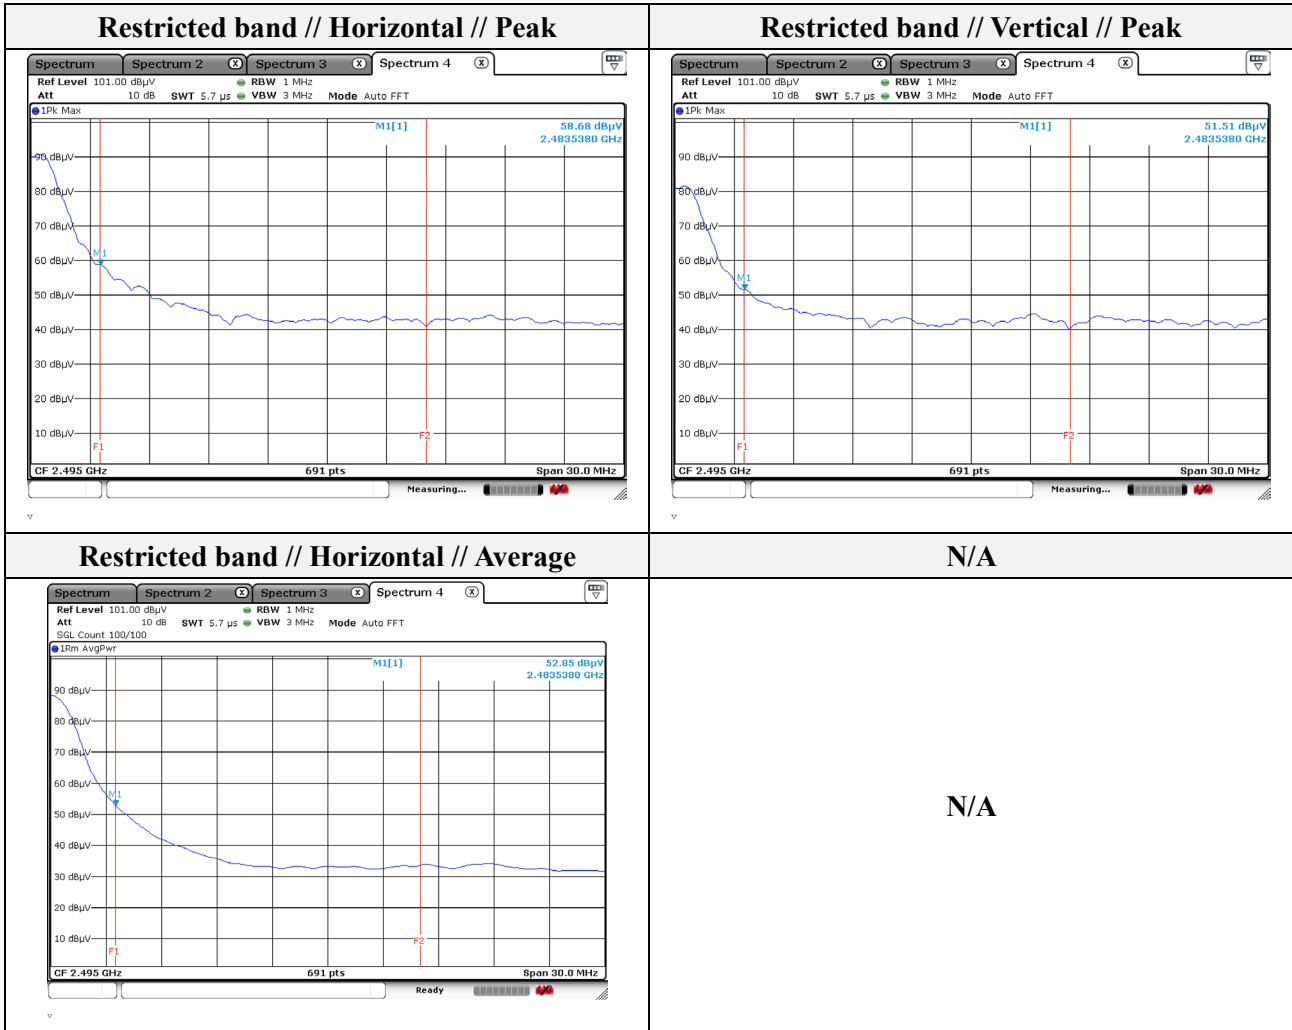 Restricted band // Horizontal // Peak
Spectrum Spectrum 2 X Spectrum 3 X Spectrum 4 X
Ref Level 101.00 dBµV RBW 1 MHz
Att 10 dB SWT 5.7 µs VBW 3 MHz Mode Auto FFT
1Pk Max
M1[1] 58.68 dBµV
2.4835380 GHz
90 dBµV
80 dBµV
70 dBµV
M1
60 dBµV
50 dBµV
40 dBµV
30 dBµV
20 dBµV
10 dBµV
F1 F2
CF 2.495 GHz 691 pts Span 30.0 MHz
Measuring...
v
Restricted band // Vertical // Peak
Spectrum Spectrum 2 X Spectrum 3 X Spectrum 4 X
Ref Level 101.00 dBµV RBW 1 MHz
Att 10 dB SWT 5.7 µs VBW 3 MHz Mode Auto FFT
1Pk Max
M1[1] 51.51 dBµV
2.4835380 GHz
90 dBµV
80 dBµV
70 dBµV
60 dBµV
M1
50 dBµV
40 dBµV
30 dBµV
20 dBµV
10 dBµV
F1 F2
CF 2.495 GHz 691 pts Span 30.0 MHz
Measuring...
v
Restricted band // Horizontal // Average
Spectrum Spectrum 2 X Spectrum 3 X Spectrum 4 X
Ref Level 101.00 dBµV RBW 1 MHz
Att 10 dB SWT 5.7 µs VBW 3 MHz Mode Auto FFT
SGL Count 100/100
1Rm AvgPwr
M1[1] 52.85 dBµV
2.4835380 GHz
90 dBµV
80 dBµV
70 dBµV
60 dBµV
M1
50 dBµV
40 dBµV
30 dBµV
20 dBµV
10 dBµV
F1 F2
CF 2.495 GHz 691 pts Span 30.0 MHz
Ready
v
N/A
N/A